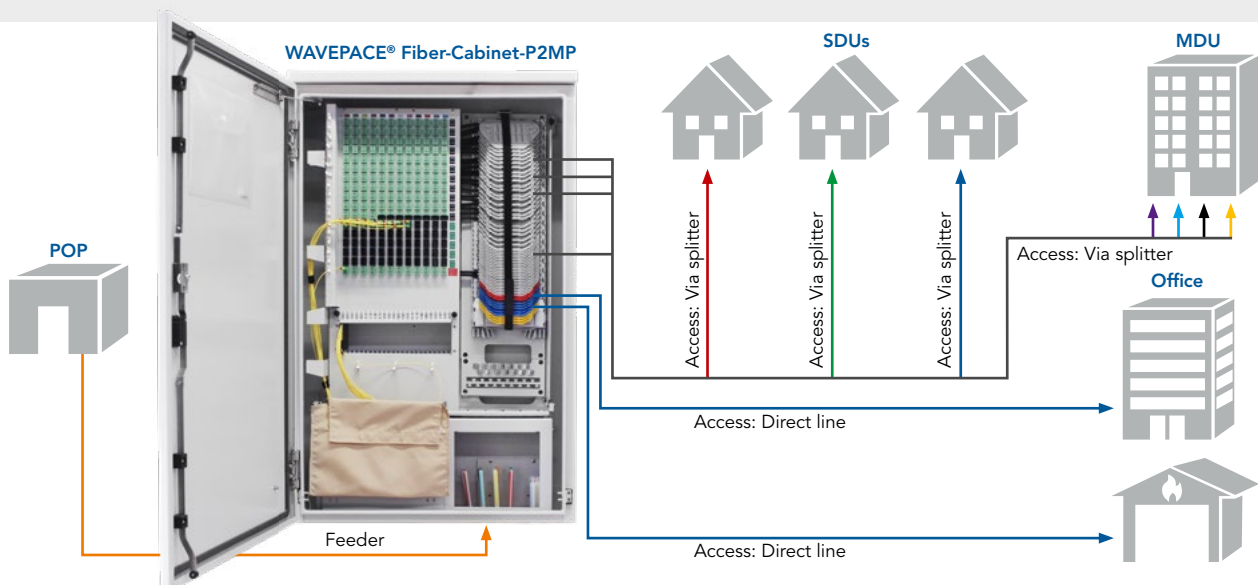 WAVEPACE® Fiber-Cabinet-P2MP
SDUs
MDU
POP
Access: Via splitter
Access: Via splitter
Access: Via splitter
Access: Via splitter
Office
Access: Direct line
Feeder
Access: Direct line